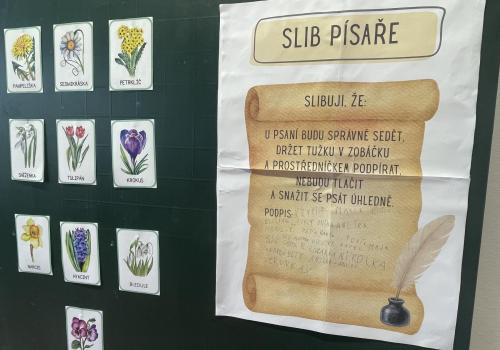 PAMPELIŠKA
SEDMIKRÁSKA
PETRKLÍČ
SNĚŽENKA
TULIPÁN
KROKUS
NARCIS
HYACINT
BLEDULE
SLIB PÍSAŘE
SLIBUJI, ŽE:
U PSANÍ BUDU SPRÁVNĚ SEDĚT,
DRŽET TUŽKU V ZOBÁČKU
A PROSTŘEDNÍČKEM PODPÍRAT,
NEBUDU TLAČIT
A SNAŽIT SE PSÁT ÚHLEDNĚ.
PODPIS